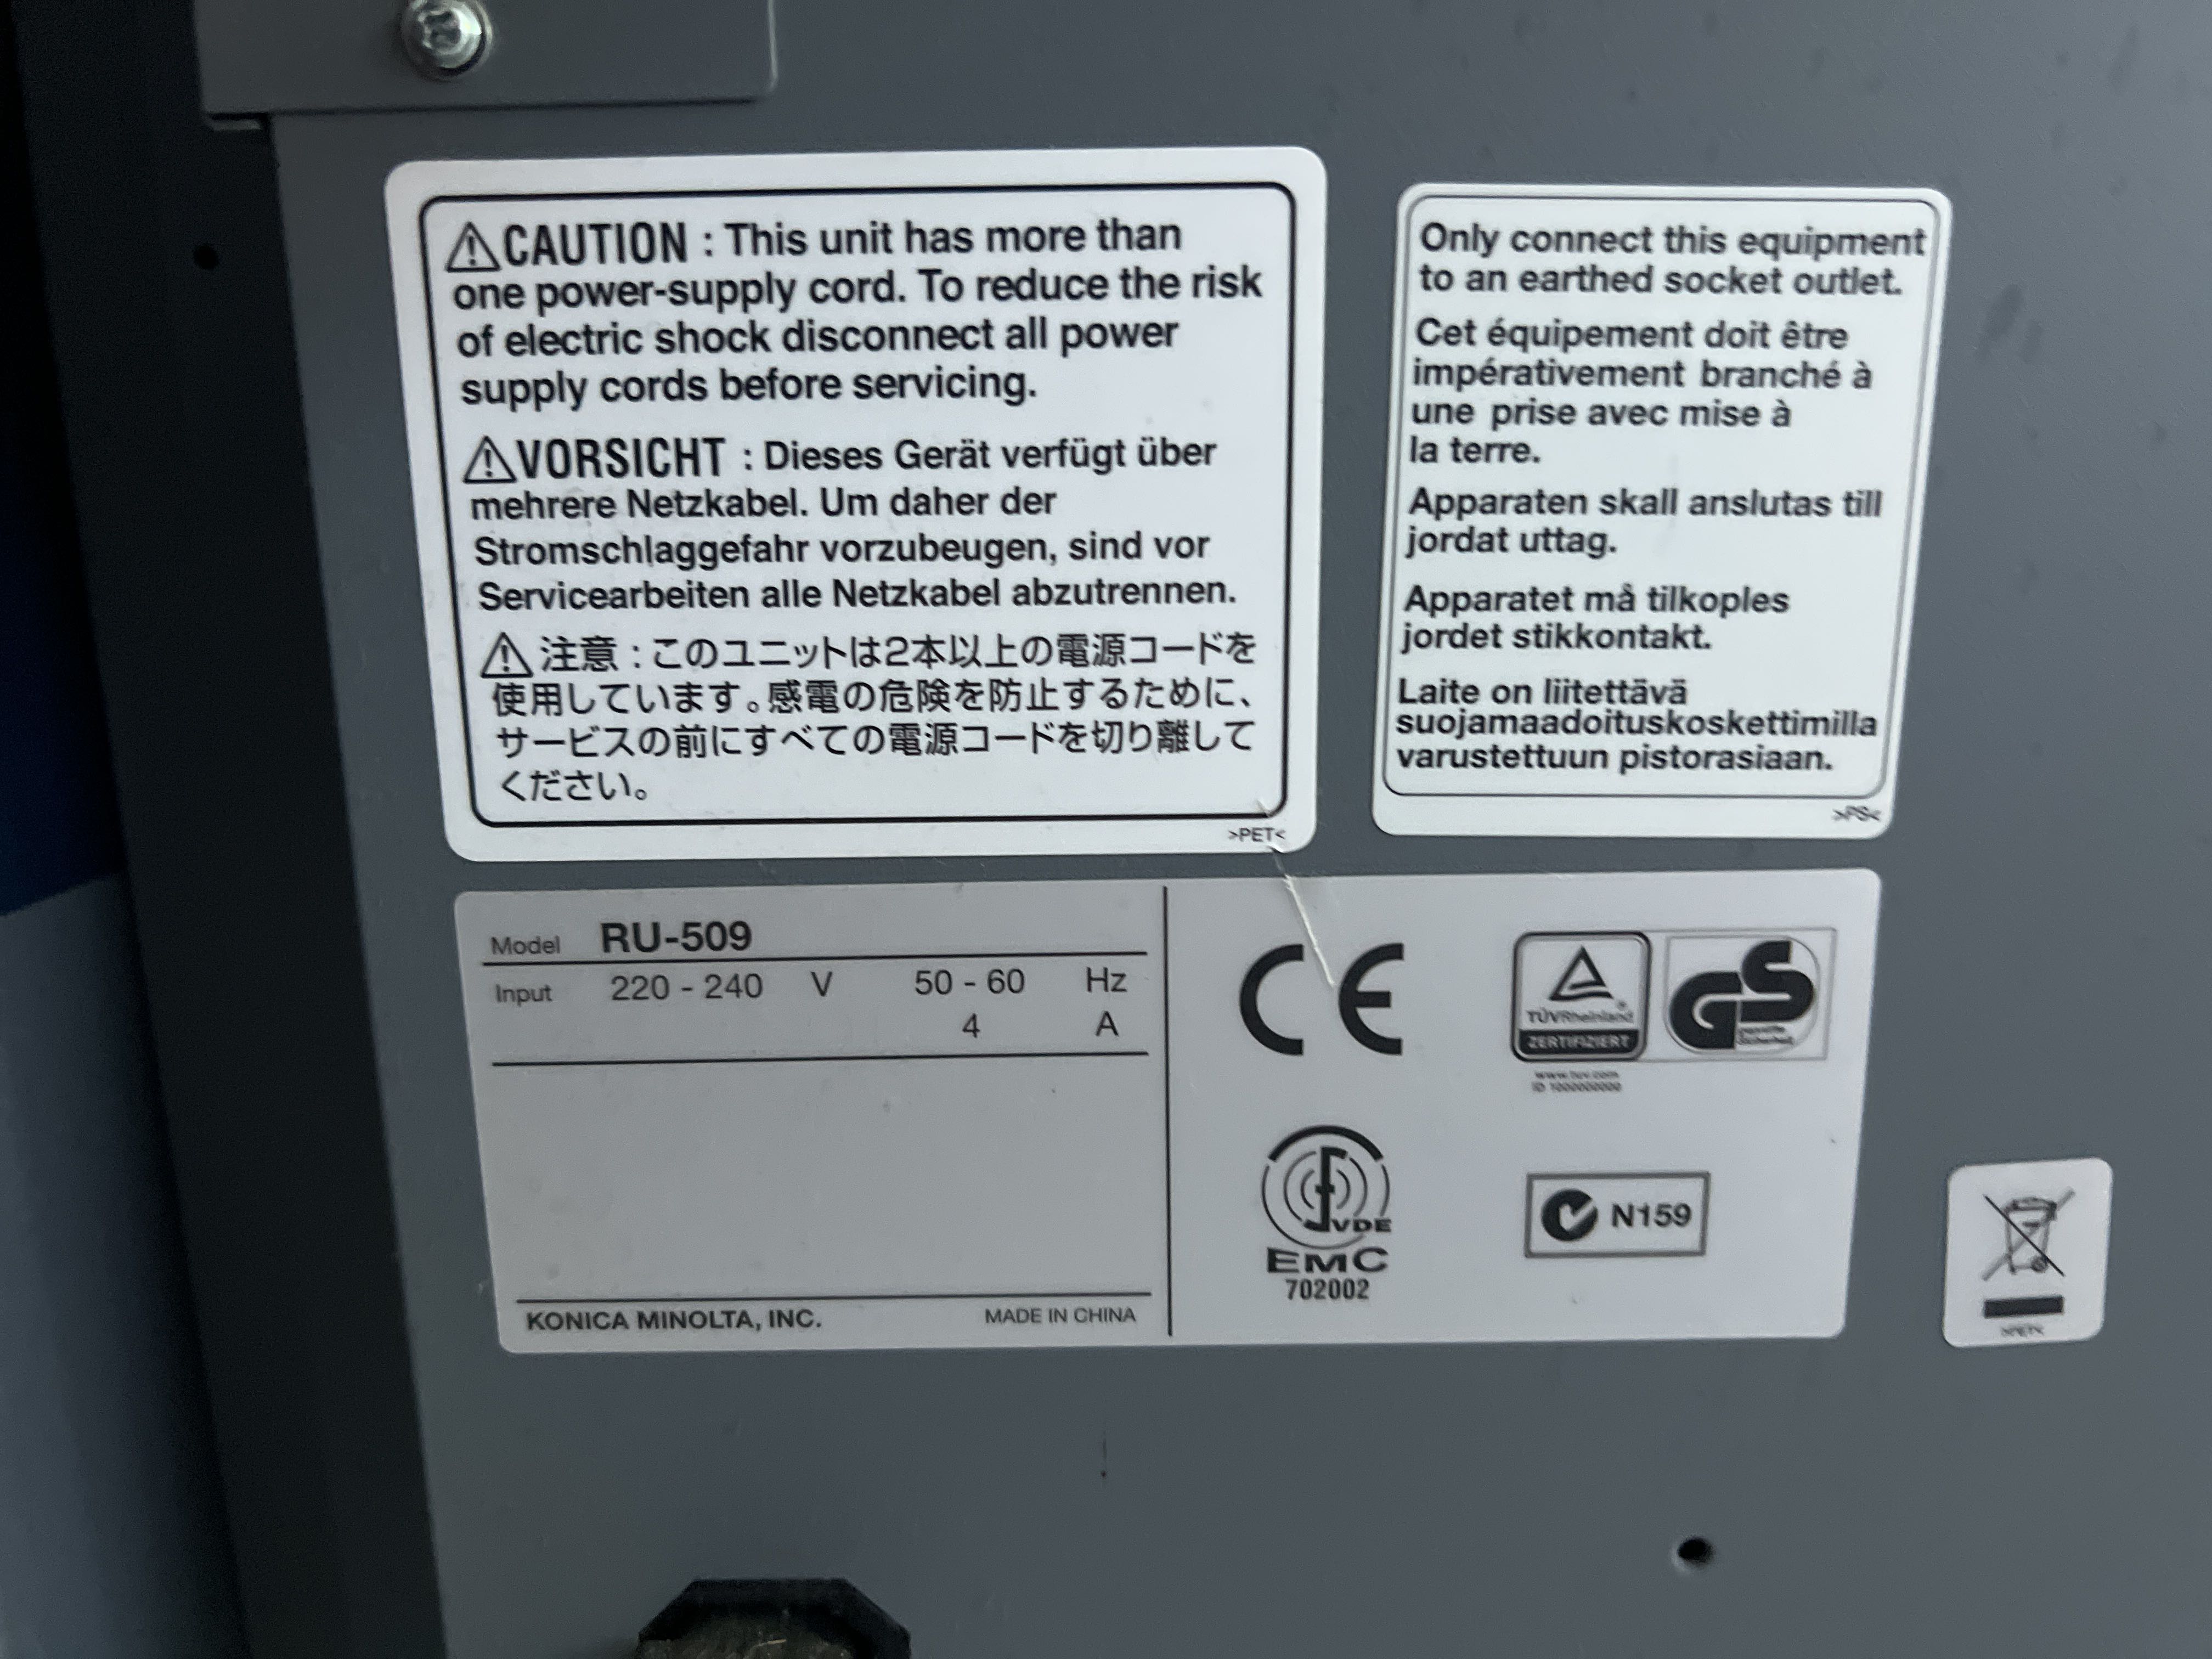 CAUTION : This unit has more than
one power-supply cord. To reduce the risk
of electric shock disconnect all power
supply cords before servicing.
VORSICHT : Dieses Gerät verfügt über
mehrere Netzkabel. Um daher der
Stromschlaggefahr vorzubeugen, sind vor
Servicearbeiten alle Netzkabel abzutrennen.
注意 : このユニットは2本以上の電源コードを
使用しています。感電の危険を防止するために、
サービスの前にすべての電源コードを切り離して
ください。
>PET<
Only connect this equipment
to an earthed socket outlet.
Cet équipement doit être
impérativement branché à
une prise avec mise à
la terre.
Apparaten skall anslutas till
jordat uttag.
Apparatet må tilkoples
jordet stikkontakt.
Laite on liitettävä
suojamaadoituskoskettimilla
varustettuun pistorasiaan.
>PS<
Model RU-509
Input 220 - 240 V 50 - 60 Hz
4 A
KONICA MINOLTA, INC. MADE IN CHINA
CE
TÜVRheinland
ZERTIFIZIERT
GS
geprüfte
Sicherheit
www.tuv.com
ID 1000000000
VDE
EMC
702002
N159
>PET<